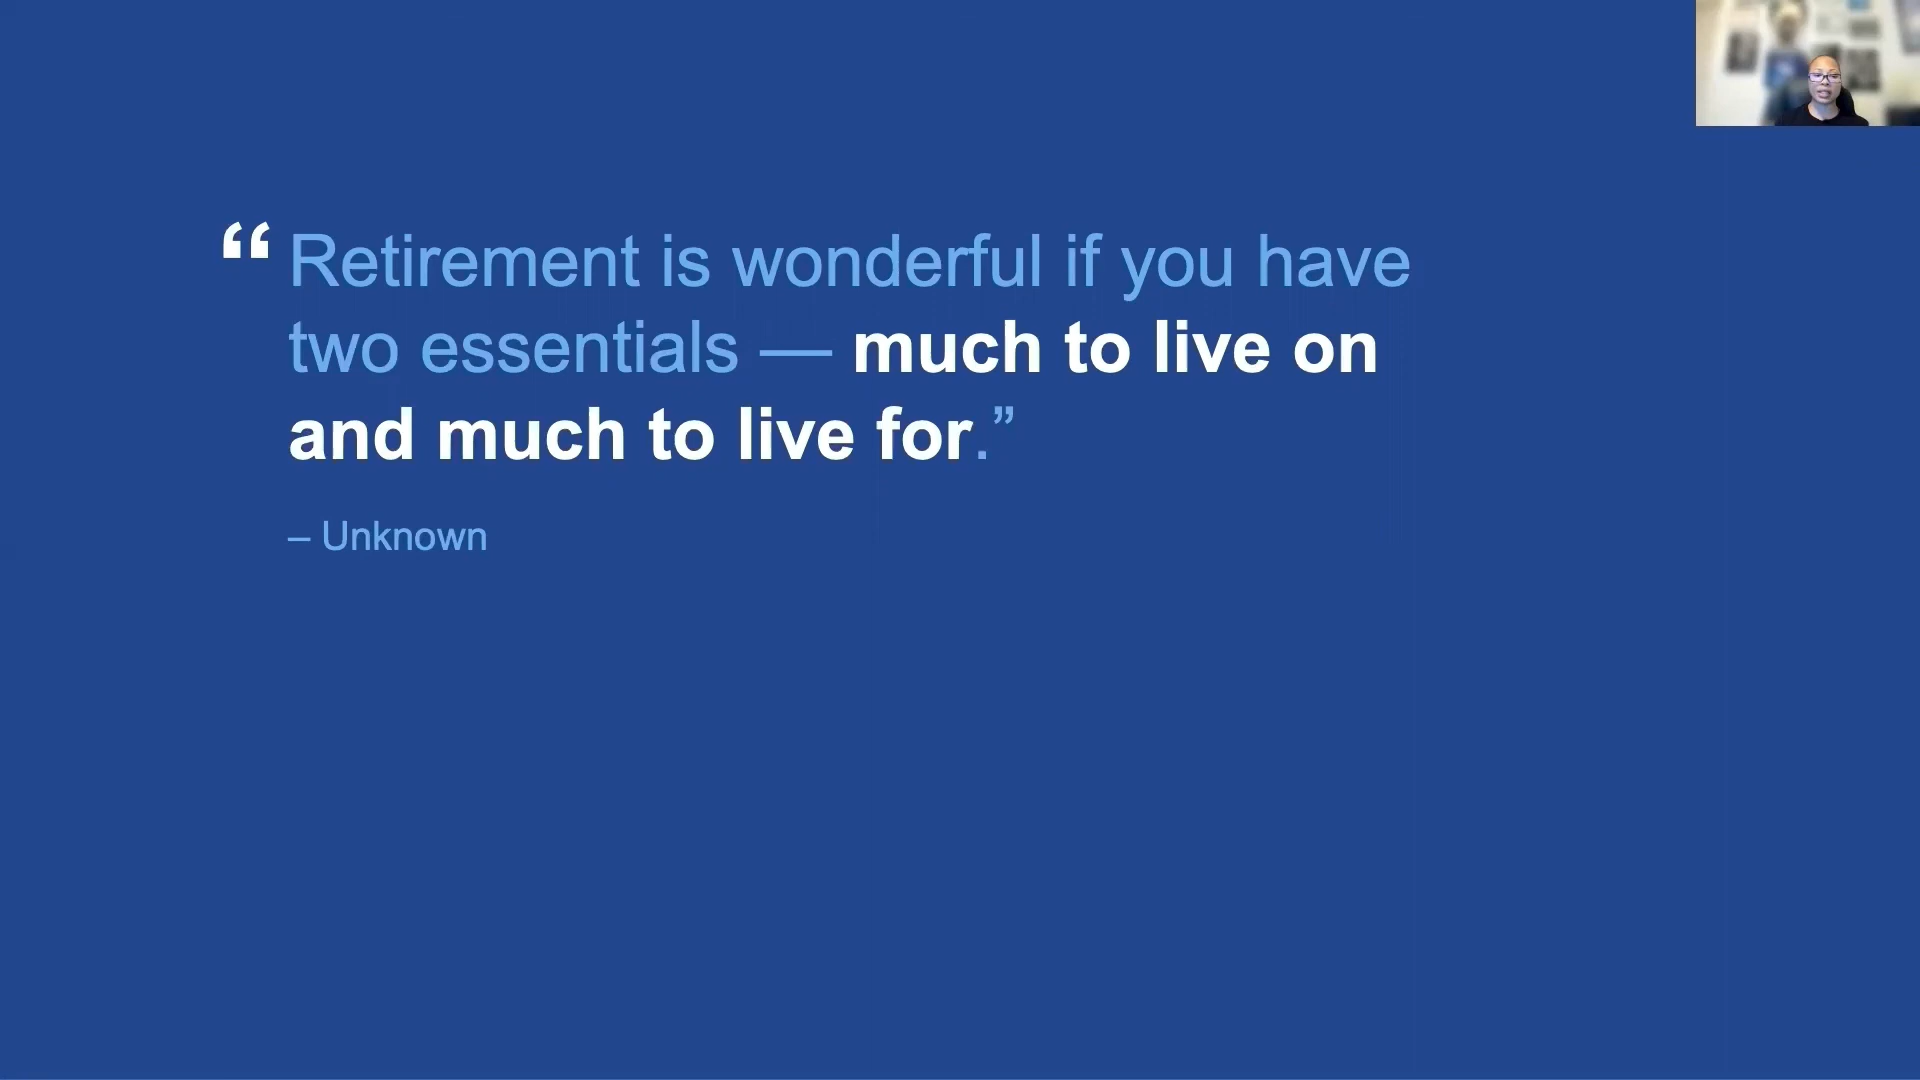 “Retirement is wonderful if you have
two essentials — much to live on
and much to live for.”
– Unknown